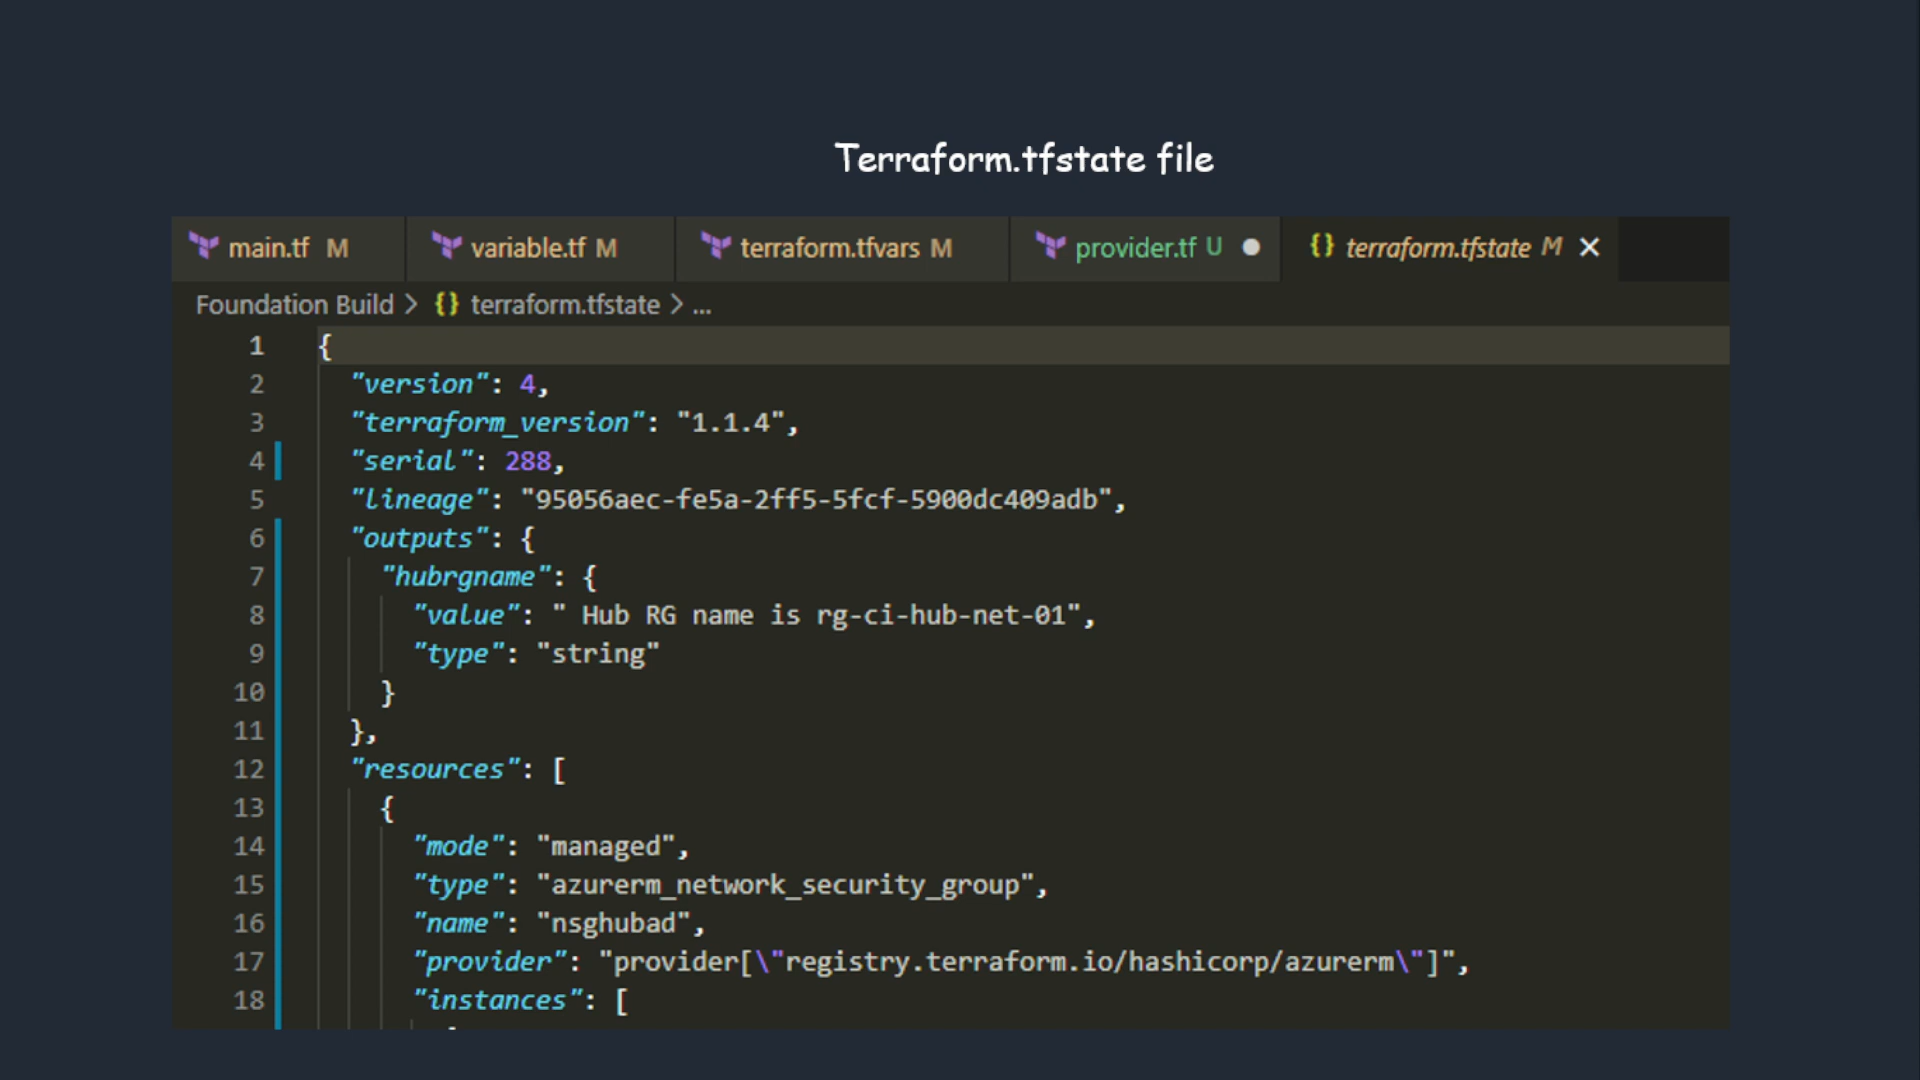 Terraform.tfstate file
main.tf M variable.tf M terraform.tfvars M provider.tf U ● {} terraform.tfstate M ✕
Foundation Build > {} terraform.tfstate > ...
1 {
2 "version": 4,
3 "terraform_version": "1.1.4",
4 "serial": 288,
5 "lineage": "95056aec-fe5a-2ff5-5fcf-5900dc409adb",
6 "outputs": {
7 "hubrgname": {
8 "value": " Hub RG name is rg-ci-hub-net-01",
9 "type": "string"
10 }
11 },
12 "resources": [
13 {
14 "mode": "managed",
15 "type": "azurerm_network_security_group",
16 "name": "nsghubad",
17 "provider": "provider[\"registry.terraform.io/hashicorp/azurerm\"]",
18 "instances": [